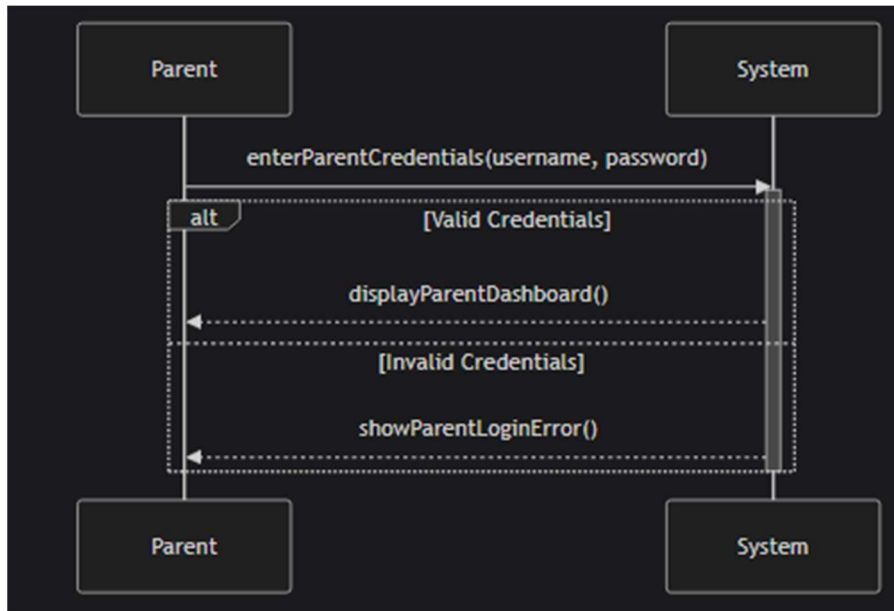 Parent
System
enterParentCredentials(username, password)
alt
[Valid Credentials]
displayParentDashboard()
[Invalid Credentials]
showParentLoginError()
Parent
System